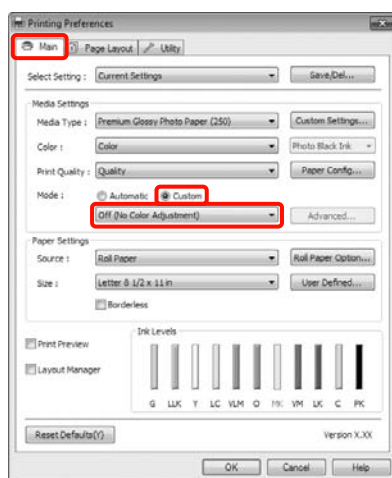 Printing Preferences
Main Page Layout Utility
Select Setting : Current Settings Save/Del...
Media Settings
Media Type : Premium Glossy Photo Paper (250) Custom Settings...
Color : Color Photo Black Ink
Print Quality : Quality Paper Config...
Mode : Automatic Custom
Off (No Color Adjustment) Advanced...
Paper Settings
Source : Roll Paper Roll Paper Option...
Size : Letter 8 1/2 x 11 in User Defined...
Borderless
Ink Levels
Print Preview
Layout Manager
G LLK Y LC VLM O MK VM LK C PK
Reset Defaults(Y) Version X.XX
OK Cancel Help